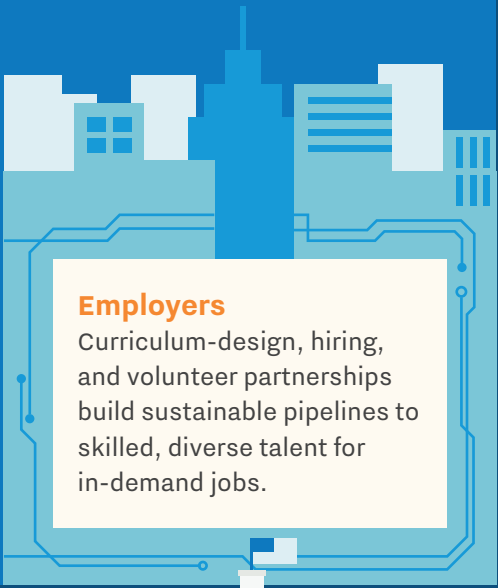 Employers
Curriculum-design, hiring,
and volunteer partnerships
build sustainable pipelines to
skilled, diverse talent for
in-demand jobs.